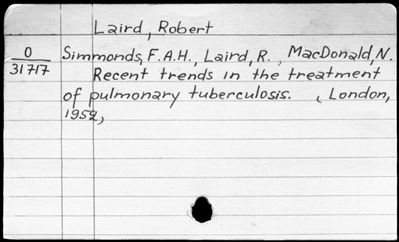 Laird, Robert
0
31717
Simmonds, F.A.H., Laird, R., MacDonald, N.
Recent trends in the treatment
of pulmonary tuberculosis. (London,
1952,